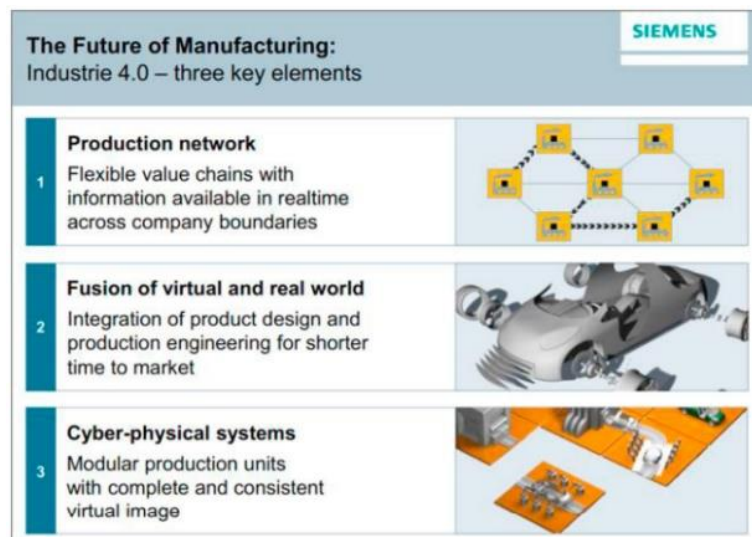 The Future of Manufacturing:
Industrie 4.0 – three key elements
SIEMENS
1
Production network
Flexible value chains with
information available in realtime
across company boundaries
2
Fusion of virtual and real world
Integration of product design and
production engineering for shorter
time to market
3
Cyber-physical systems
Modular production units
with complete and consistent
virtual image